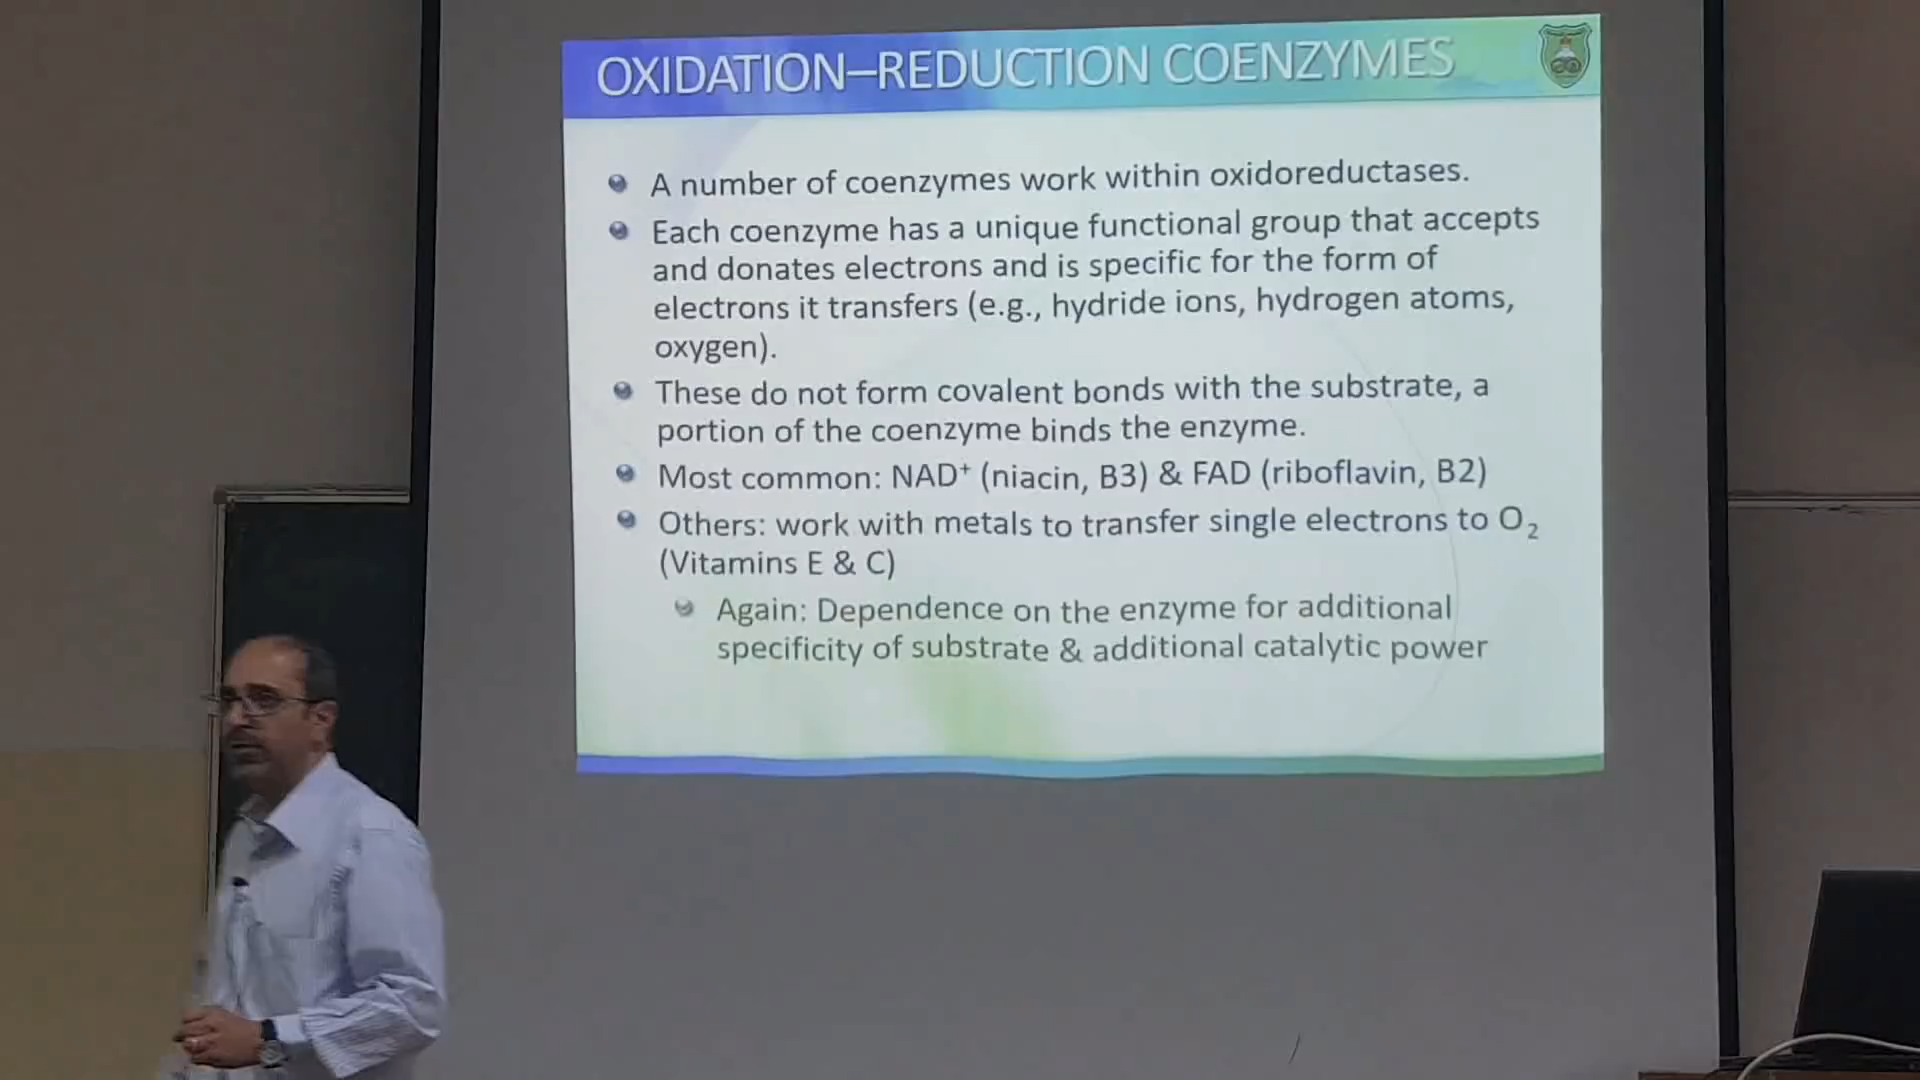 OXIDATION–REDUCTION COENZYMES
A number of coenzymes work within oxidoreductases.
Each coenzyme has a unique functional group that accepts
and donates electrons and is specific for the form of
electrons it transfers (e.g., hydride ions, hydrogen atoms,
oxygen).
These do not form covalent bonds with the substrate, a
portion of the coenzyme binds the enzyme.
Most common: NAD⁺ (niacin, B3) & FAD (riboflavin, B2)
Others: work with metals to transfer single electrons to O₂
(Vitamins E & C)
Again: Dependence on the enzyme for additional
specificity of substrate & additional catalytic power